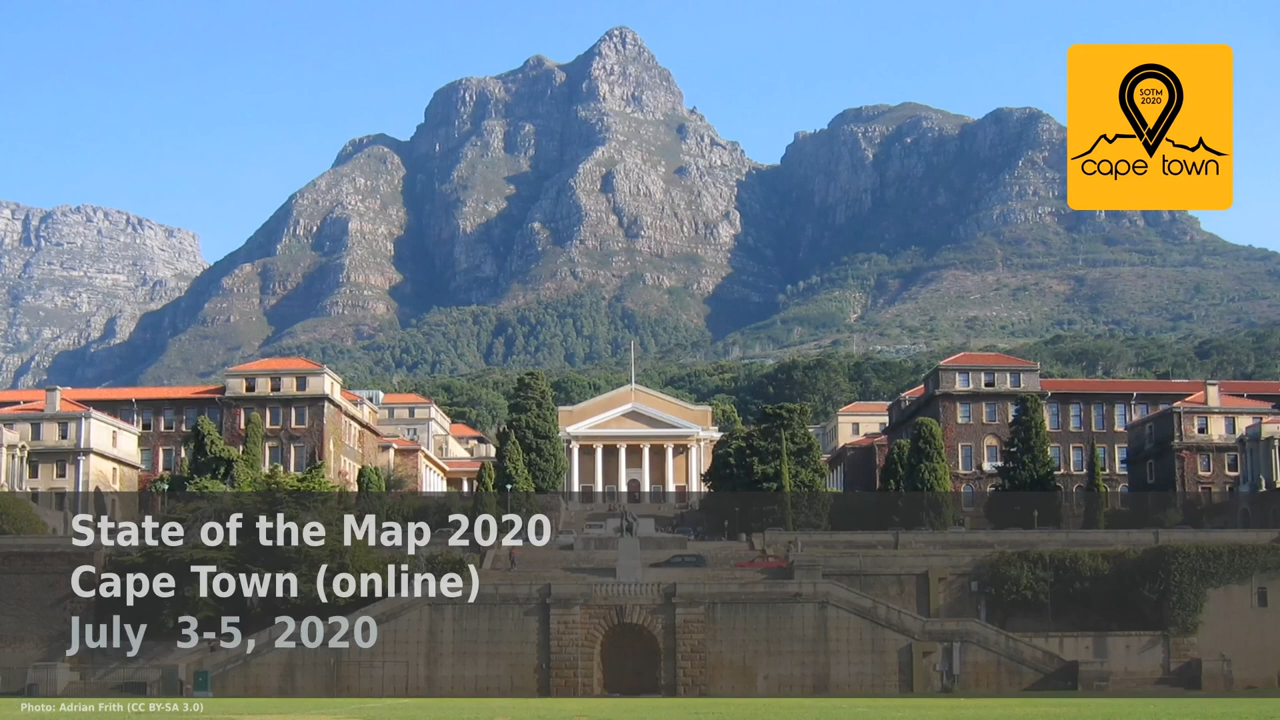 SOTM
2020
cape town
State of the Map 2020
Cape Town (online)
July 3-5, 2020
Photo: Adrian Frith (CC BY-SA 3.0)